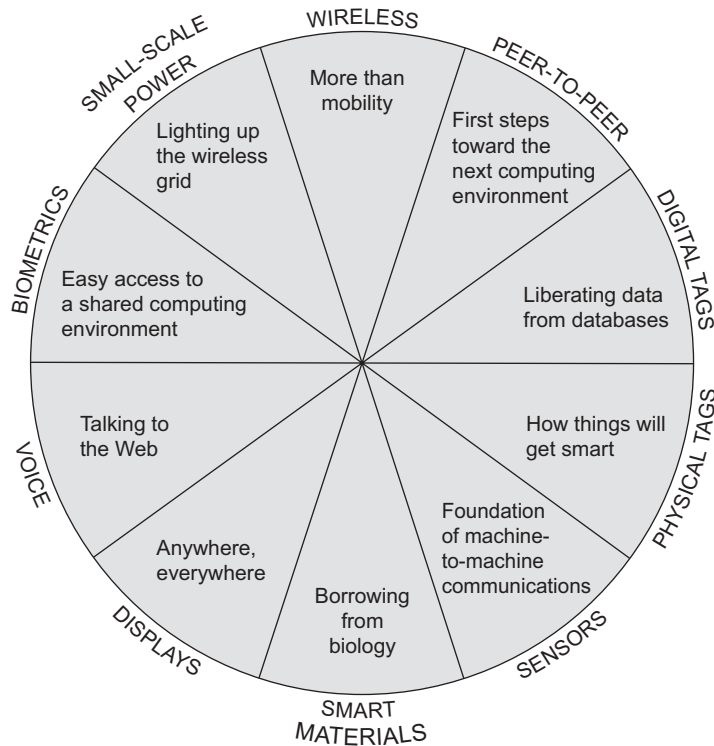 WIRELESS
More than
mobility
PEER-TO-PEER
First steps
toward the
next computing
environment
DIGITAL TAGS
Liberating data
from databases
PHYSICAL TAGS
How things will
get smart
SENSORS
Foundation
of machine-
to-machine
communications
SMART
MATERIALS
Borrowing
from
biology
DISPLAYS
Anywhere,
everywhere
VOICE
Talking to
the Web
BIOMETRICS
Easy access to
a shared computing
environment
SMALL-SCALE
POWER
Lighting up
the wireless
grid